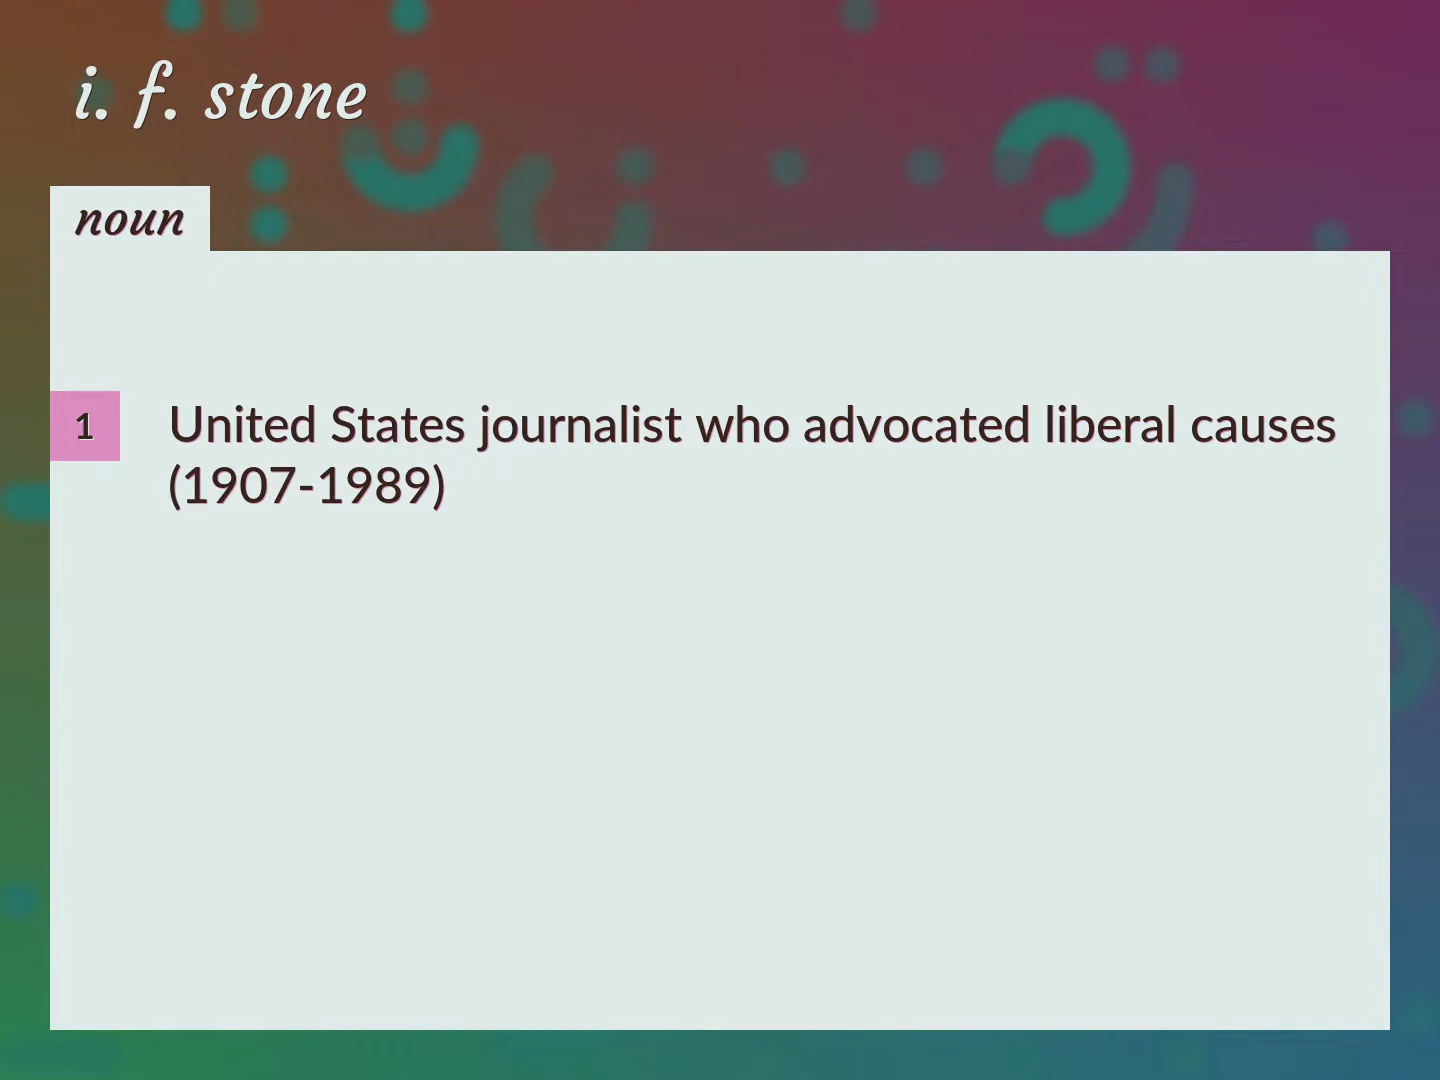 i. f. stone
noun
1 United States journalist who advocated liberal causes
(1907-1989)